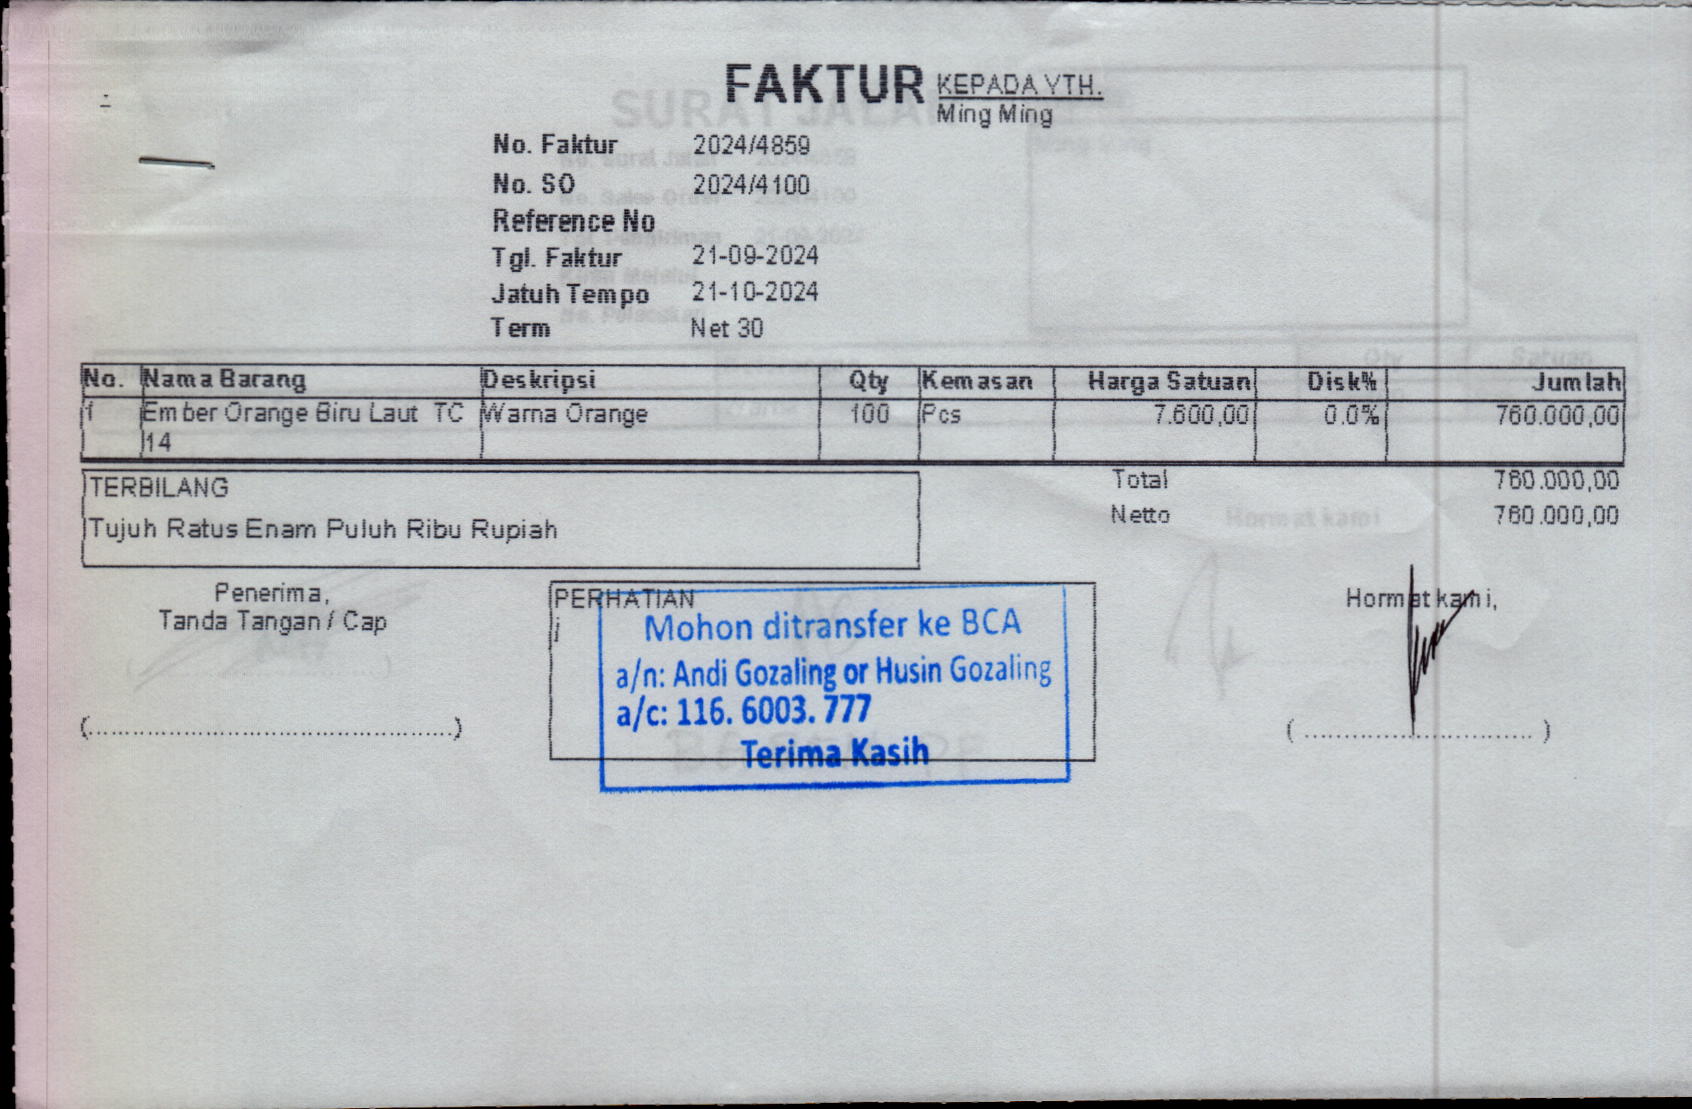 FAKTUR
KEPADA YTH.
Ming Ming
No. Faktur 2024/4859
No. SO 2024/4100
Reference No
Tgl. Faktur 21-09-2024
Jatuh Tempo 21-10-2024
Term Net 30
No. Nama Barang Deskripsi Qty Kemasan Harga Satuan Disk% Jumlah
1 Ember Orange Biru Laut TC Warna Orange 100 Pcs 7.600,00 0.0% 760.000,00
14
TERBILANG
Tujuh Ratus Enam Puluh Ribu Rupiah
Total 760.000,00
Netto 760.000,00
Penerima,
Tanda Tangan / Cap
(..................................................)
PERHATIAN
j
Mohon ditransfer ke BCA
a/n: Andi Gozaling or Husin Gozaling
a/c: 116. 6003. 777
Terima Kasih
Hormat kami,
( ................................ )